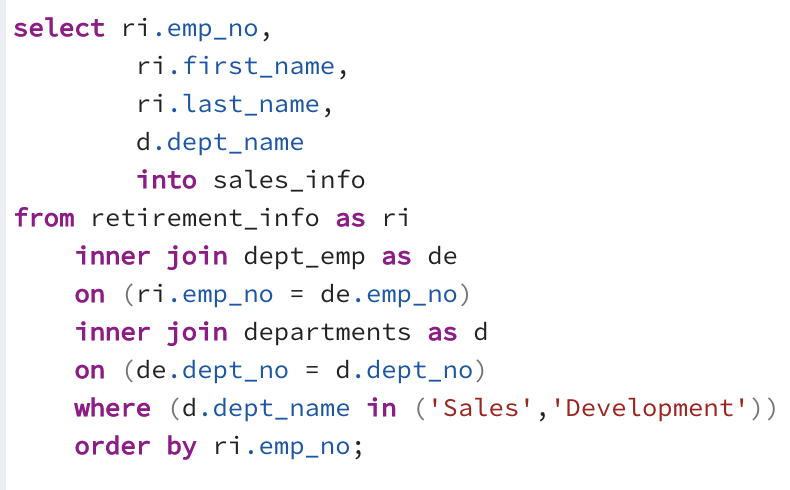 select ri.emp_no,
ri.first_name,
ri.last_name,
d.dept_name
into sales_info
from retirement_info as ri
inner join dept_emp as de
on (ri.emp_no = de.emp_no)
inner join departments as d
on (de.dept_no = d.dept_no)
where (d.dept_name in ('Sales','Development'))
order by ri.emp_no;